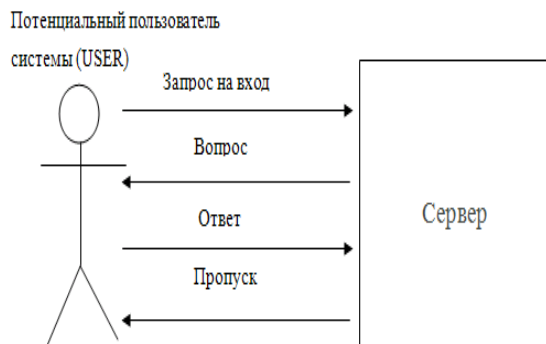 Потенциальный пользователь
системы (USER)
Запрос на вход
Вопрос
Ответ
Пропуск
Сервер